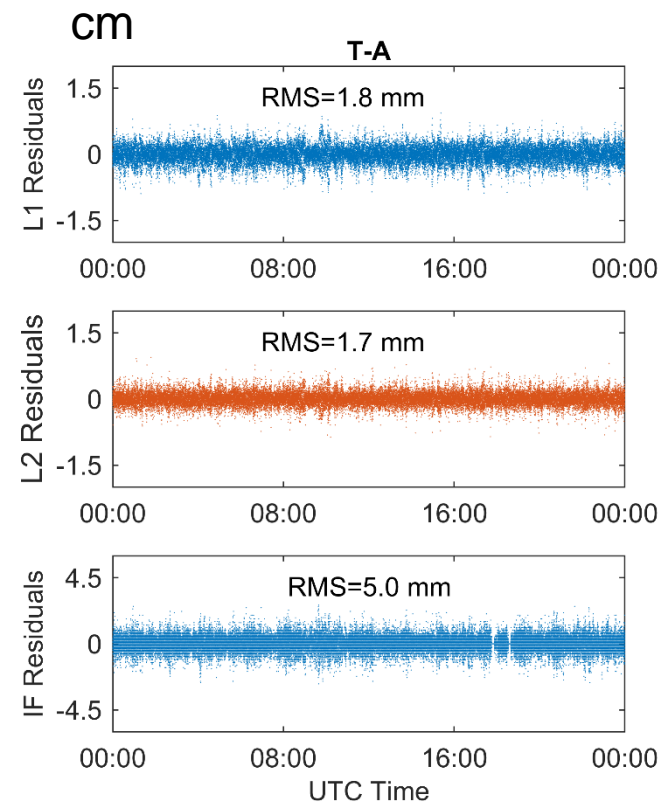 cm
T-A
RMS=1.8 mm
L1 Residuals
1.5
0
-1.5
00:00 08:00 16:00 00:00
RMS=1.7 mm
L2 Residuals
1.5
0
-1.5
00:00 08:00 16:00 00:00
RMS=5.0 mm
IF Residuals
4.5
0
-4.5
00:00 08:00 16:00 00:00
UTC Time